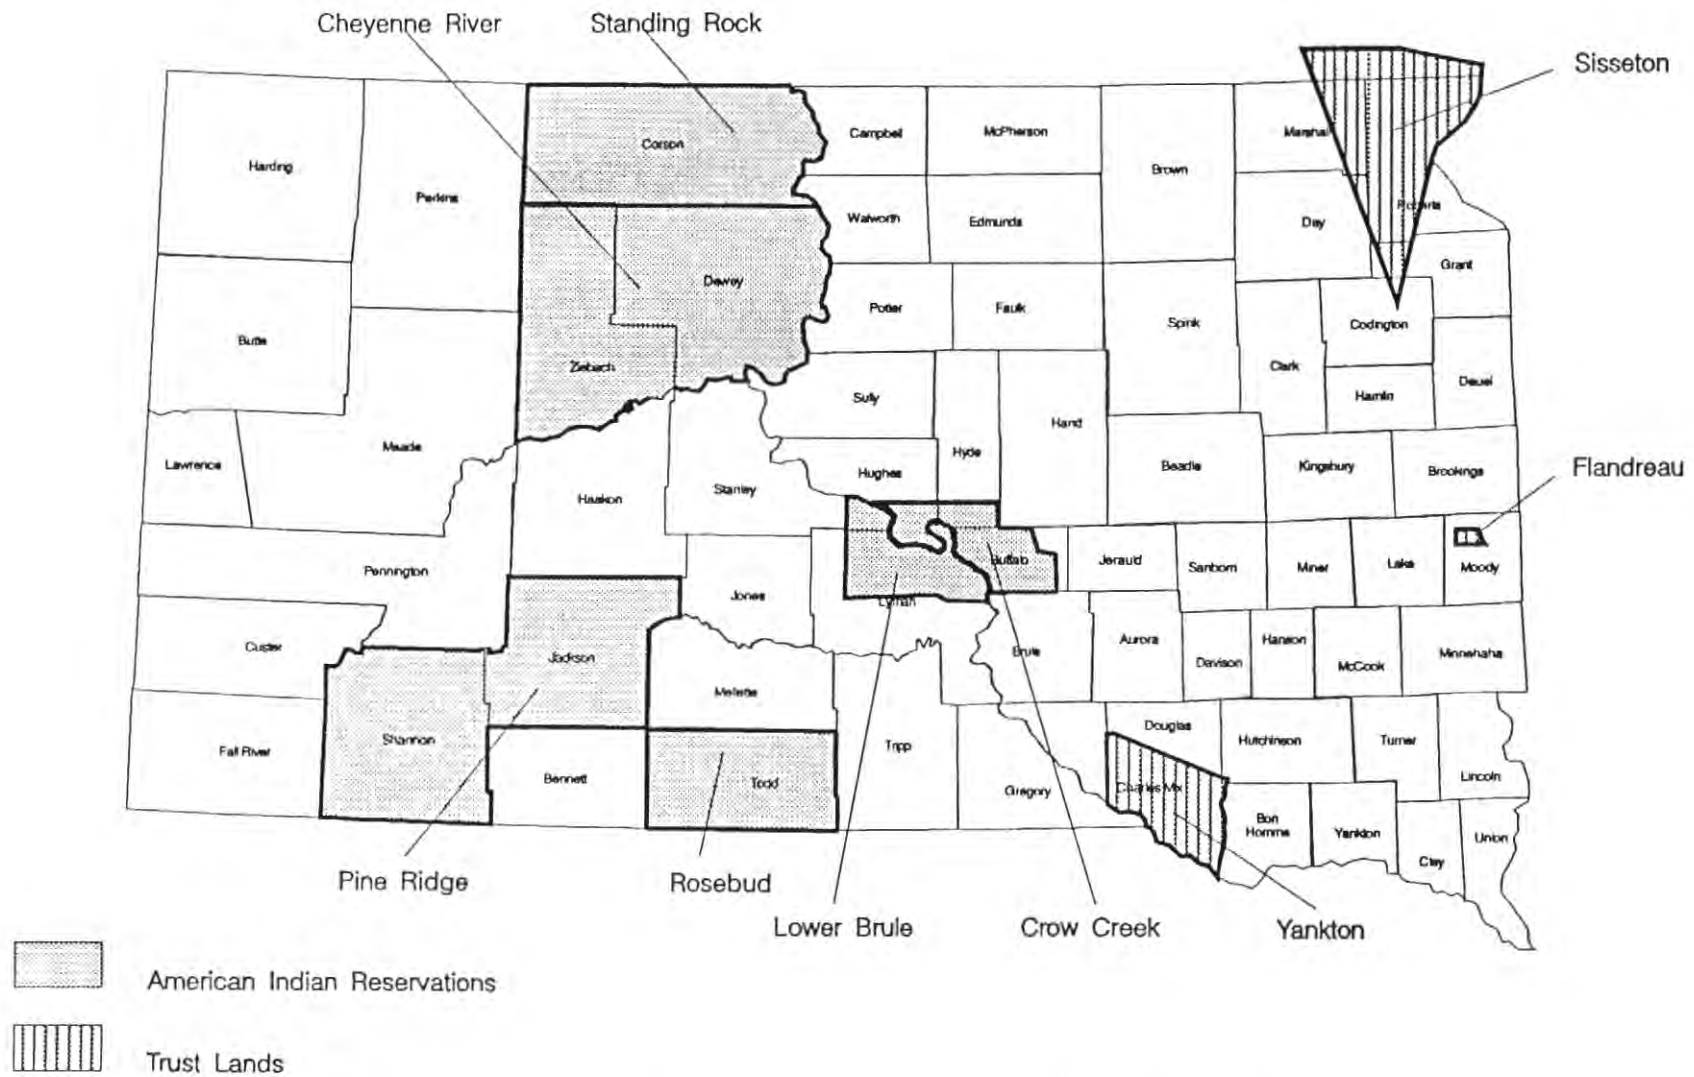 Cheyenne River
Standing Rock
Sisseton
Corson
Campbell
McPherson
Marshall
Harding
Brown
Perkins
Walworth
Edmunds
Day
Roberts
Dewey
Grant
Potter
Faulk
Spink
Codington
Butte
Ziebach
Clark
Deuel
Sully
Hamlin
Hand
Meade
Hyde
Lawrence
Hughes
Beadle
Kingsbury
Brookings
Flandreau
Haakon
Stanley
Pennington
Buffalo
Jerauld
Sanborn
Miner
Lake
Moody
Jones
Lyman
Custer
Jackson
Brule
Aurora
Davison
Hanson
McCook
Minnehaha
Mellette
Fall River
Shannon
Bennett
Todd
Tripp
Gregory
Douglas
Charles Mix
Hutchinson
Turner
Lincoln
Bon
Homme
Yankton
Clay
Union
Pine Ridge
Rosebud
Lower Brule
Crow Creek
Yankton
American Indian Reservations
Trust Lands